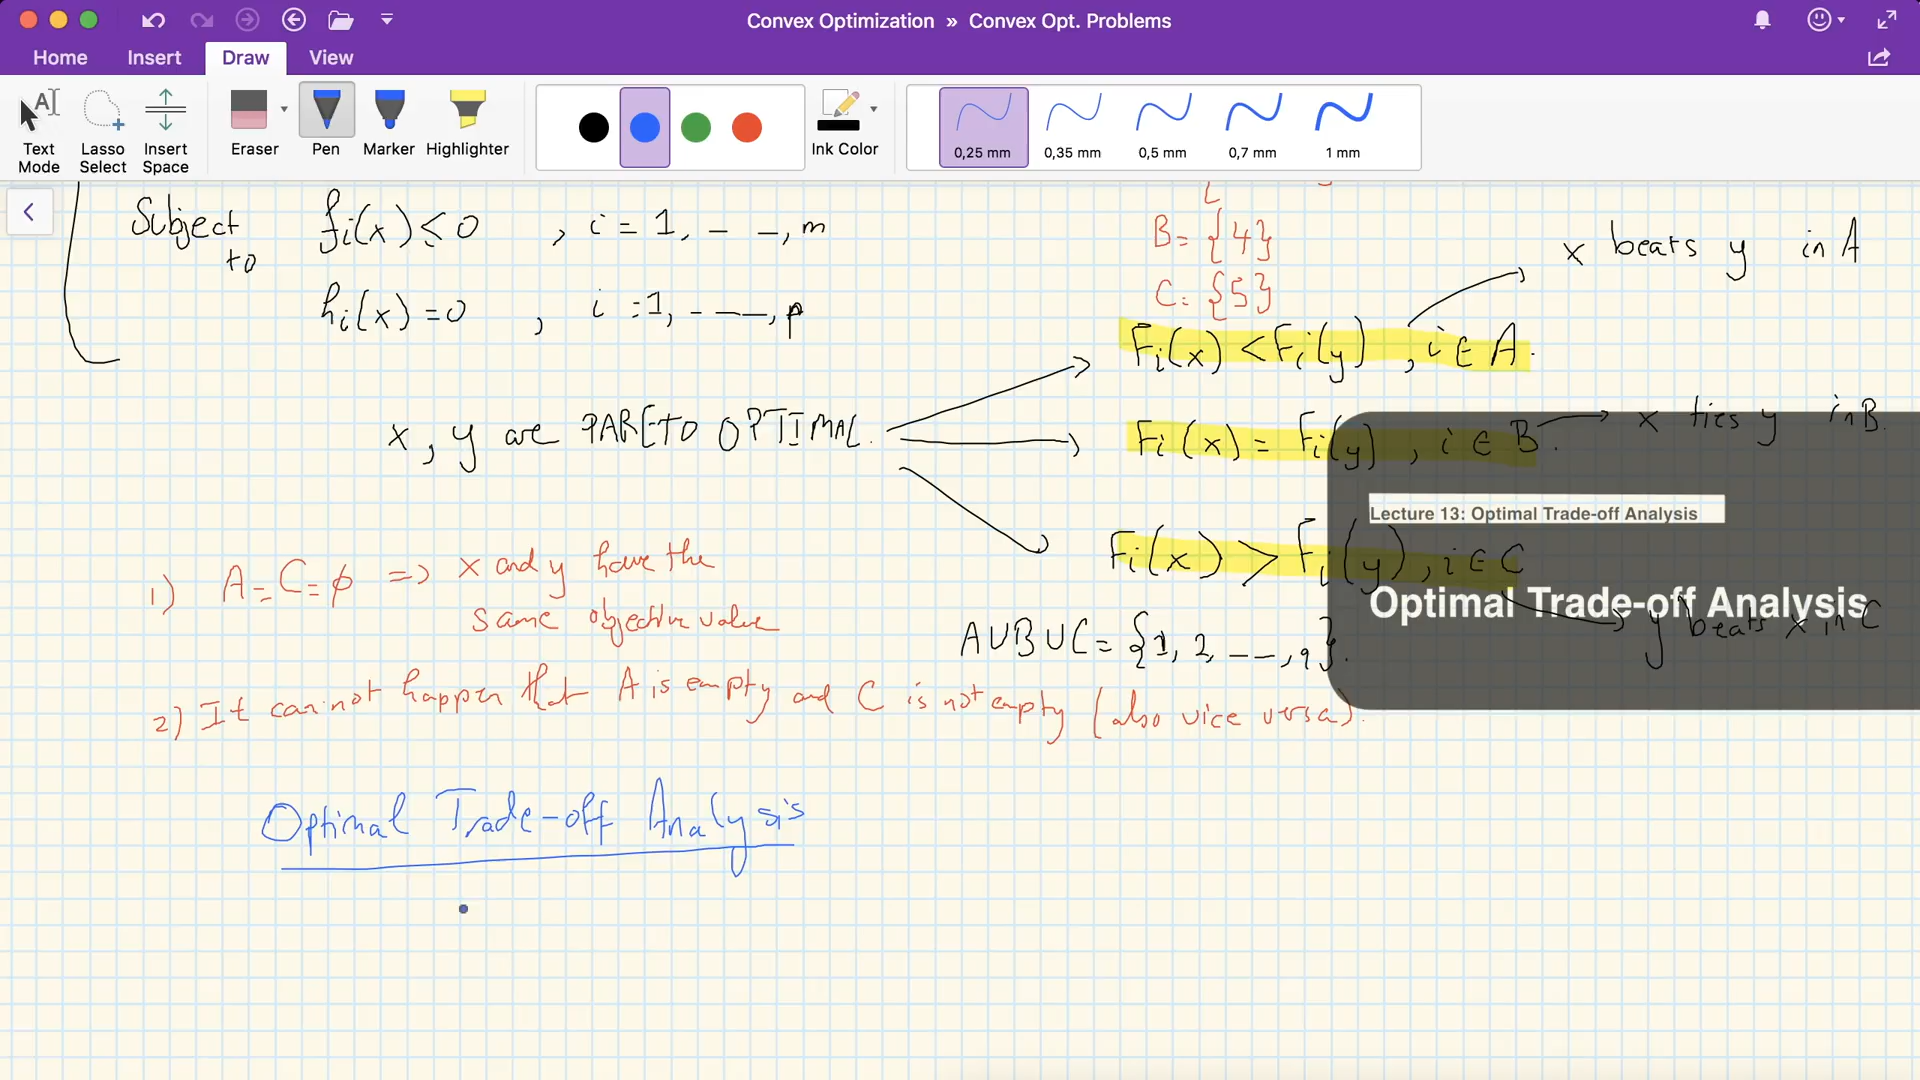 Convex Optimization » Convex Opt. Problems
Home Insert Draw View
Text Mode
Lasso Select
Insert Space
Eraser
Pen
Marker
Highlighter
Ink Color
0,25 mm
0,35 mm
0,5 mm
0,7 mm
1 mm
Subject to fi(x) ≤ 0 , i = 1, _ _, m
hi(x) = 0 , i : 1, - __, p
B = {4}
C = {5}
x beats y in A
Fi(x) < Fi(y) , i ∈ A.
x, y are PARETO OPTIMAL.
Fi(x) = Fi(y) , i ∈ B.
x ties y in B.
Lecture 13: Optimal Trade-off Analysis
Fi(x) > Fi(y), i ∈ C
Optimal Trade-off Analysis
y beats x in C
1) A = C = ϕ => x and y have the
same objective value
AUBUC = {1, 2, _ _, q}.
2) It can not happen that A is empty and C is not empty (also vice versa).
Optimal Trade-off Analysis